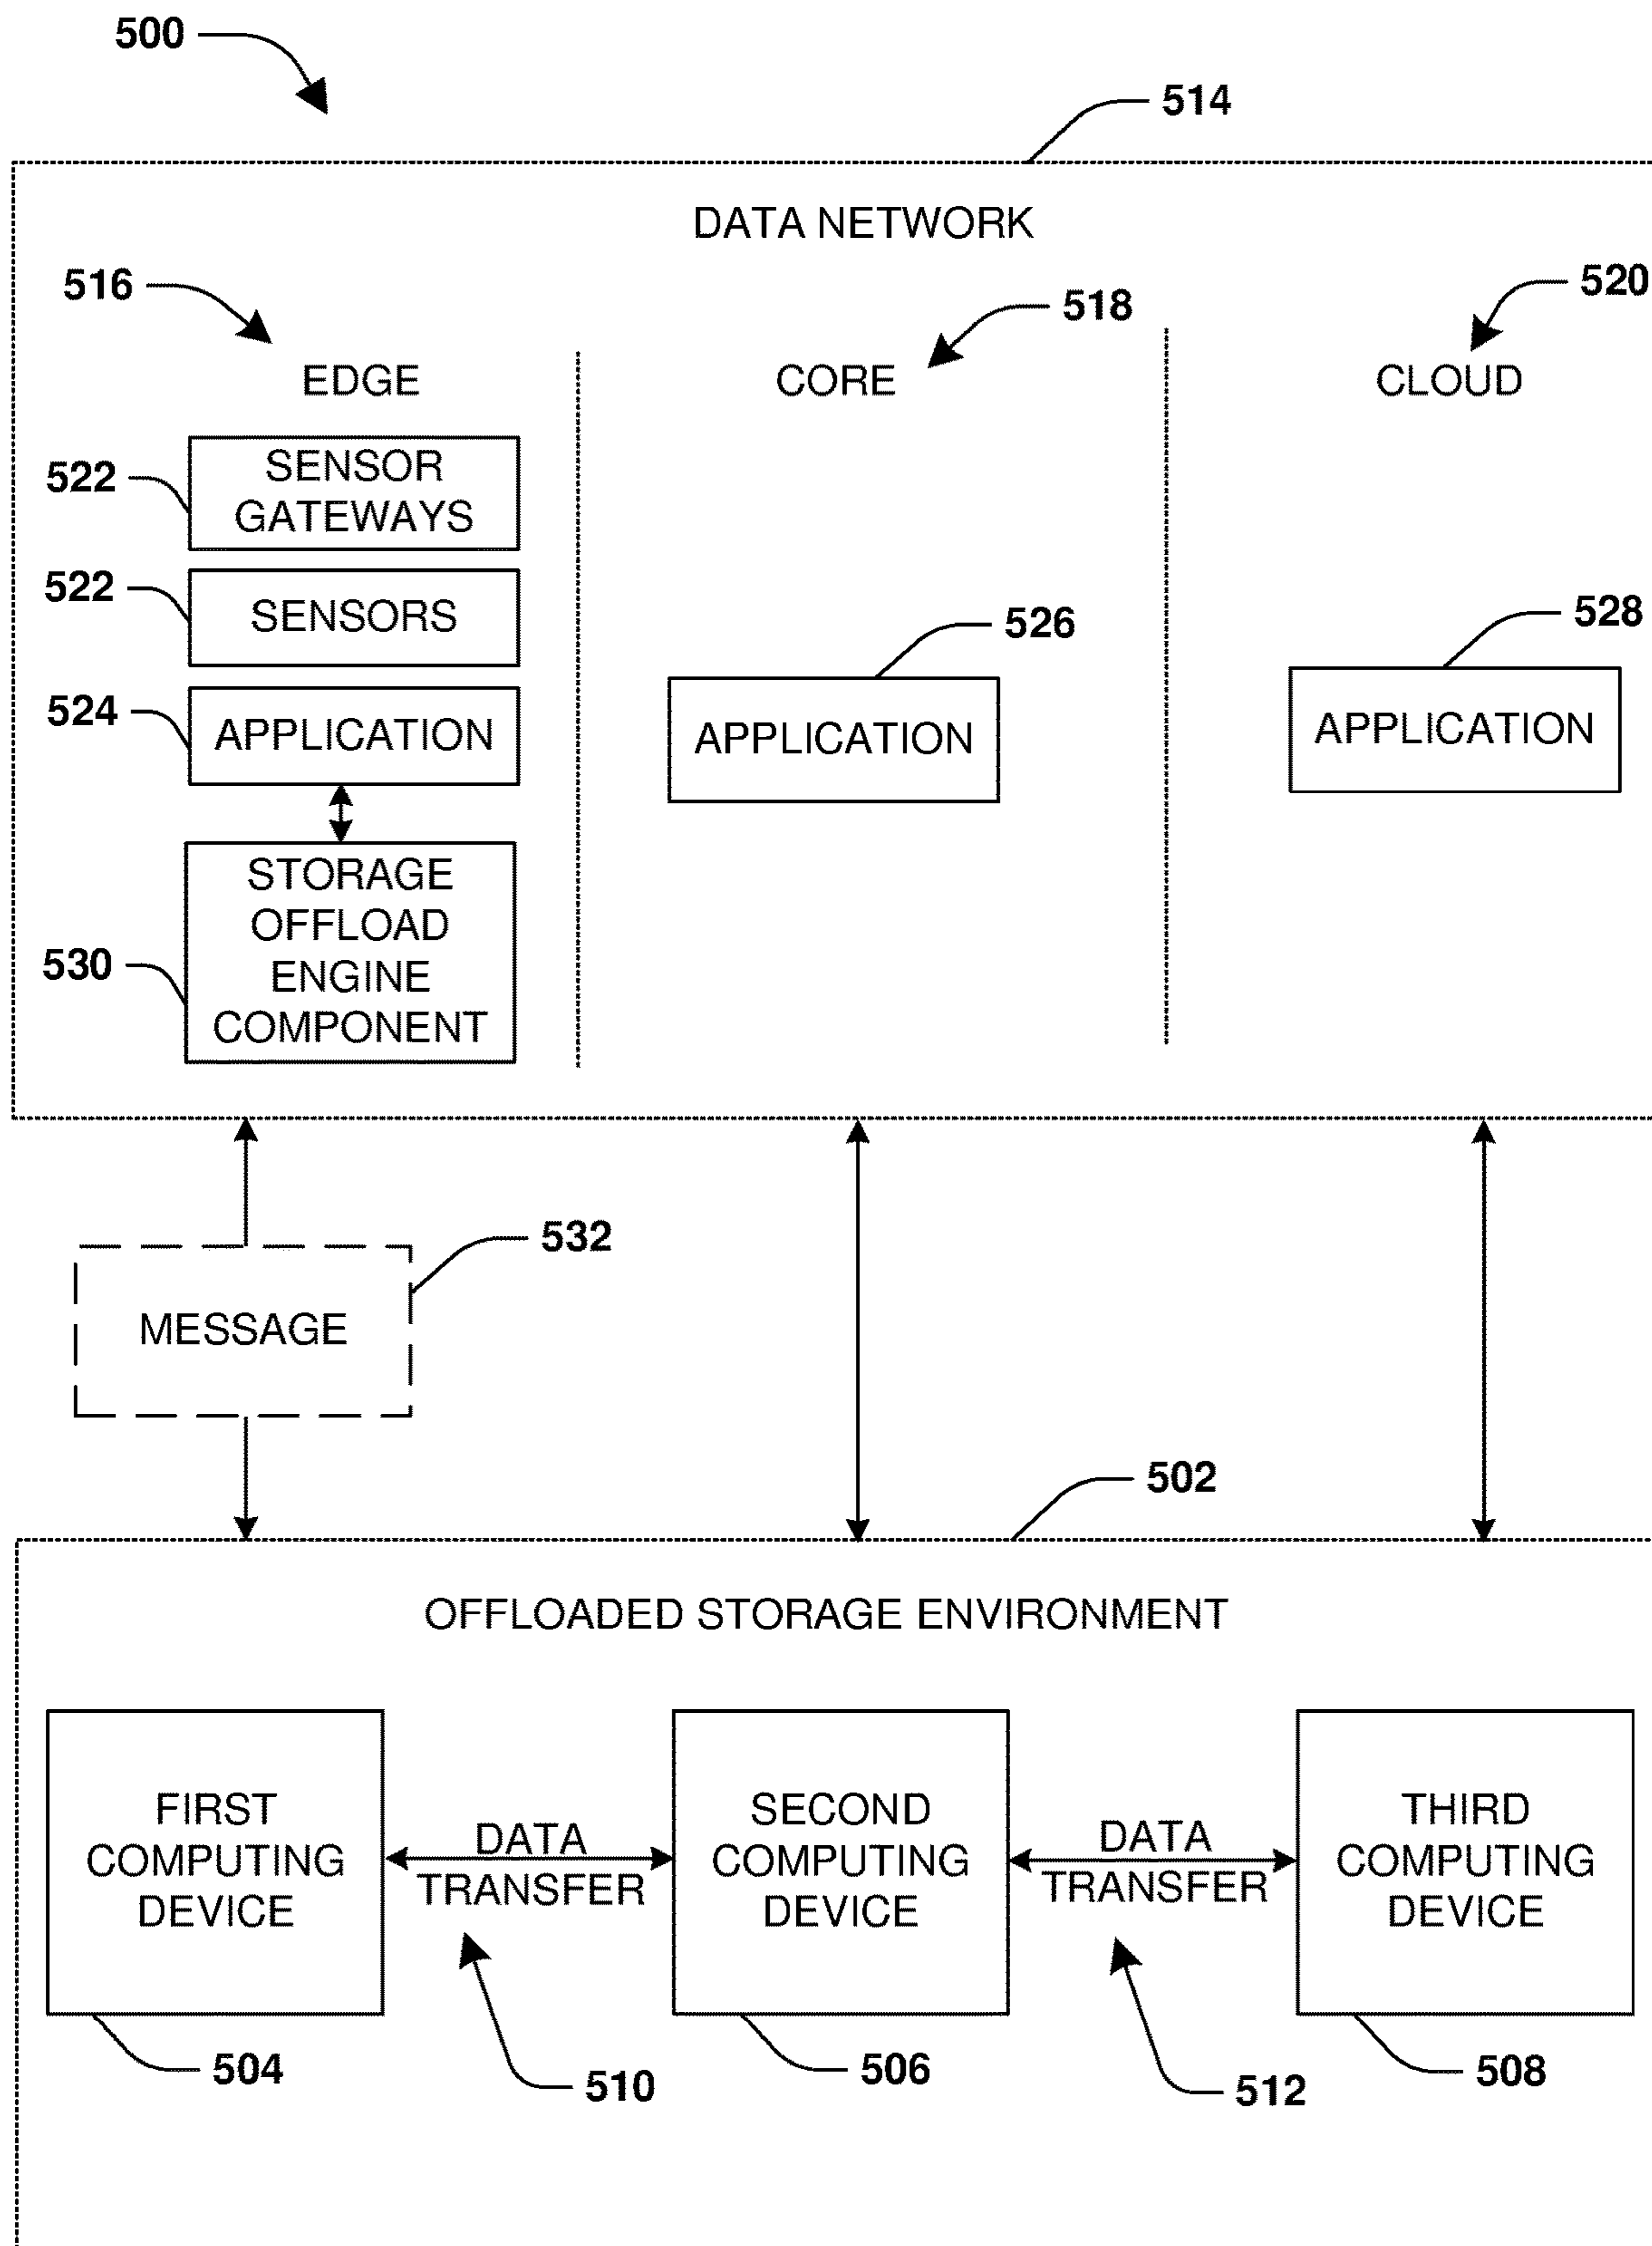 500
514
DATA NETWORK
516
518
520
EDGE
CORE
CLOUD
522
SENSOR
GATEWAYS
522
SENSORS
524
APPLICATION
526
APPLICATION
528
APPLICATION
530
STORAGE
OFFLOAD
ENGINE
COMPONENT
532
MESSAGE
502
OFFLOADED STORAGE ENVIRONMENT
FIRST
COMPUTING
DEVICE
DATA
TRANSFER
SECOND
COMPUTING
DEVICE
DATA
TRANSFER
THIRD
COMPUTING
DEVICE
504
510
506
512
508